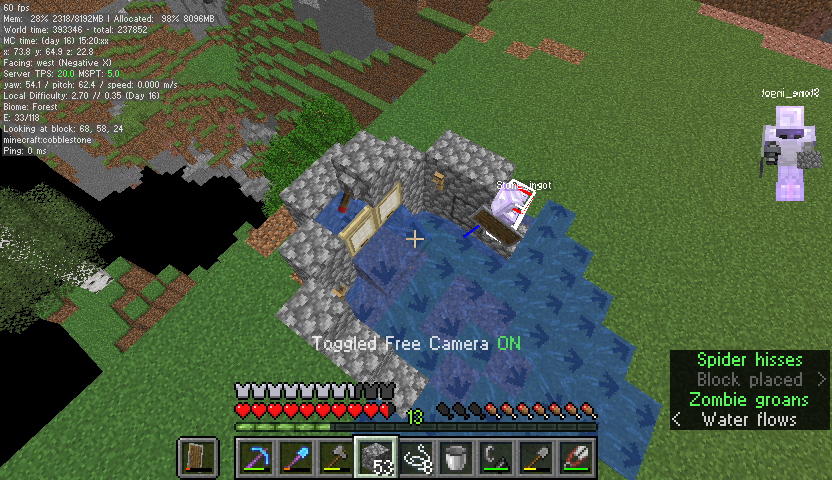 60 fps
Mem: 28% 2318/8192MB | Allocated: 98% 8096MB
World time: 393346 - total: 237852
MC time: (day 16) 15:20:xx
x: 73.8 y: 64.9 z: 22.8
Facing: west (Negative X)
Server TPS: 20.0 MSPT: 5.0
yaw: 54.1 / pitch: 62.4 / speed: 0.000 m/s
Local Difficulty: 2.70 // 0.35 (Day 16)
Biome: Forest
E: 33/118
Looking at block: 68, 58, 24
minecraft:cobblestone
Ping: 0 ms
Stone_ingot
Stone_ingot
Toggled Free Camera ON
Spider hisses
Block placed >
Zombie groans
< Water flows
13
53